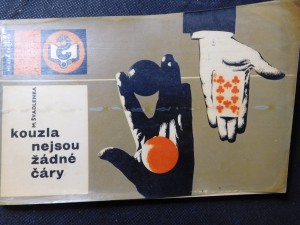 M. ŠVADLENKA
kouzla
nejsou
žádné
čáry